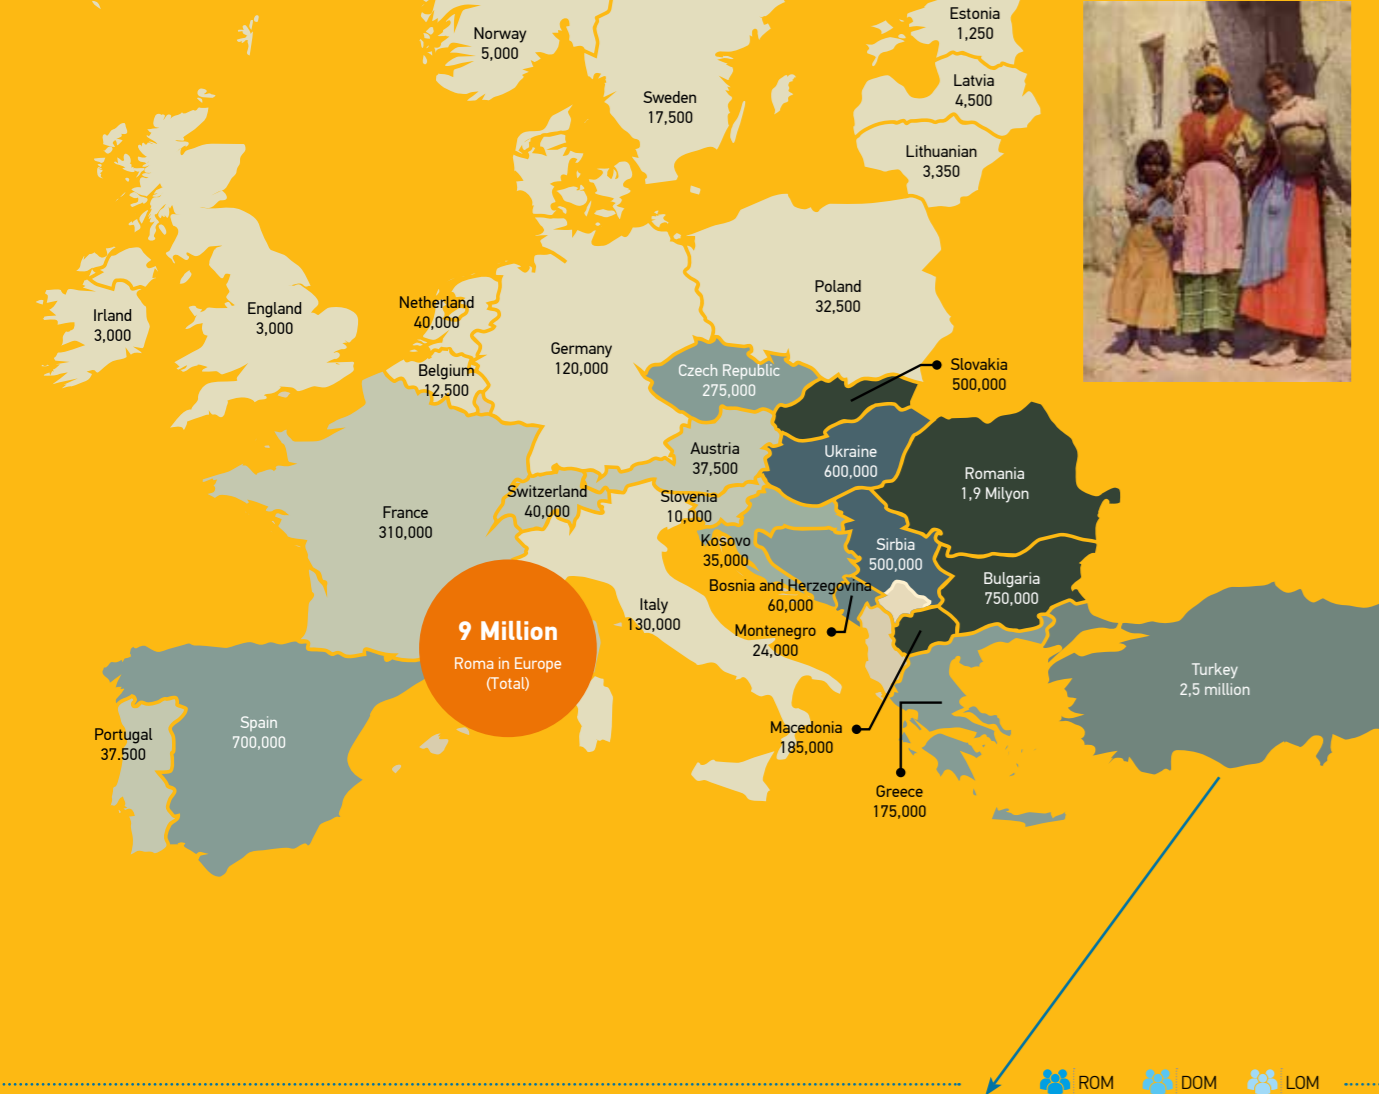 Norway
5,000
Sweden
17,500
Estonia
1,250
Latvia
4,500
Lithuanian
3,350
Irland
3,000
England
3,000
Netherland
40,000
Belgium
12,500
Germany
120,000
Poland
32,500
Czech Republic
275,000
Slovakia
500,000
Austria
37,500
Ukraine
600,000
Romania
1,9 Milyon
France
310,000
Switzerland
40,000
Slovenia
10,000
Kosovo
35,000
Sirbia
500,000
Bulgaria
750,000
Bosnia and Herzegovina
60,000
Italy
130,000
Montenegro
24,000
9 Million
Roma in Europe
(Total)
Turkey
2,5 million
Portugal
37.500
Spain
700,000
Macedonia
185,000
Greece
175,000
ROM
DOM
LOM